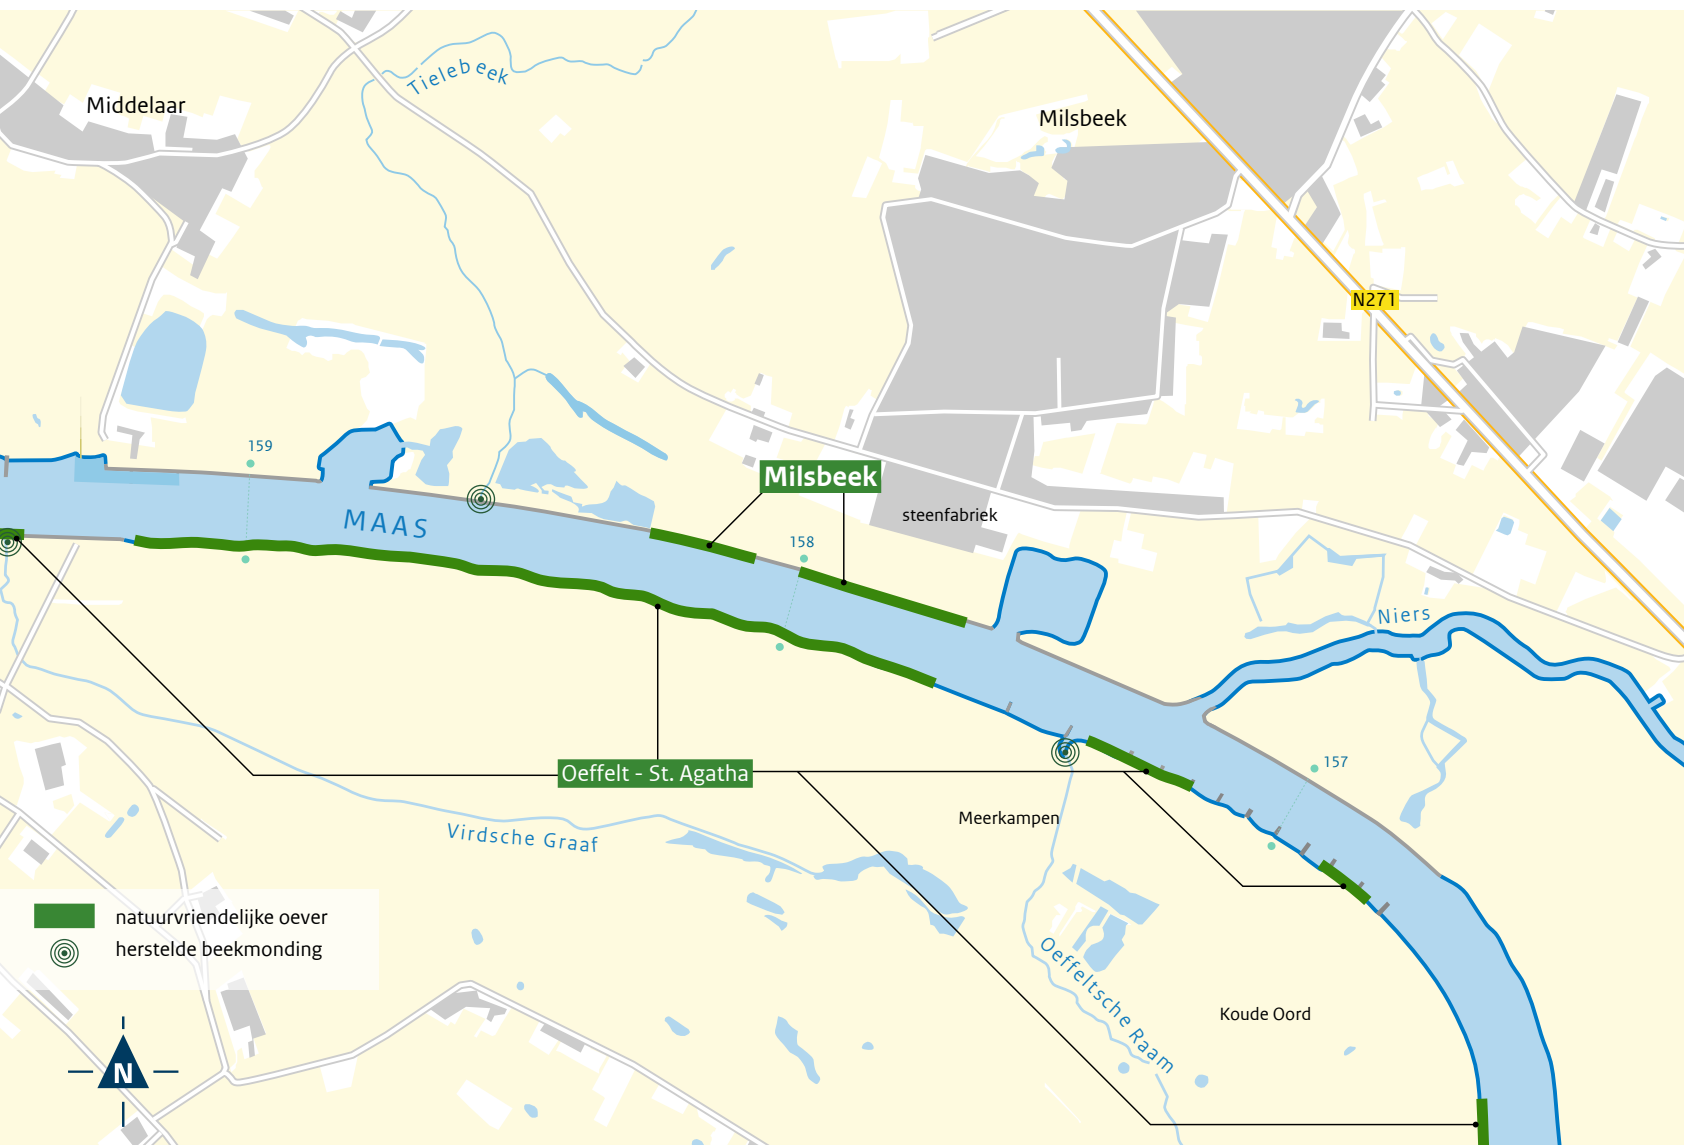 Tielebeek
Middelaar
Milsbeek
N271
159
Milsbeek
MAAS
steenfabriek
158
Niers
157
Oeffelt - St. Agatha
Meerkampen
Virdsche Graaf
natuurvriendelijke oever
herstelde beekmonding
Oeffeltsche Raam
Koude Oord
N